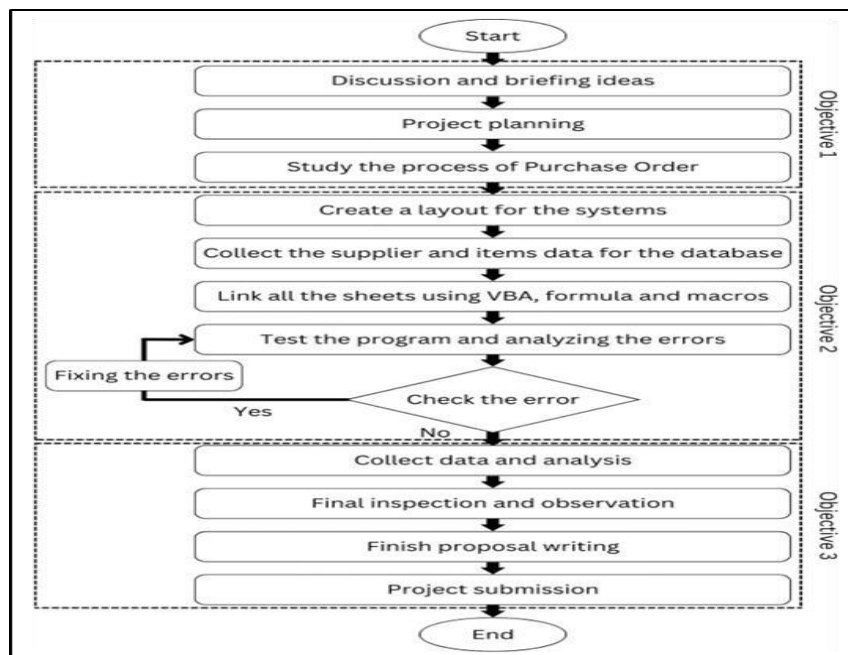 Start
Discussion and briefing ideas
Project planning
Study the process of Purchase Order
Objective 1
Create a layout for the systems
Collect the supplier and items data for the database
Link all the sheets using VBA, formula and macros
Test the program and analyzing the errors
Fixing the errors
Check the error
Yes
No
Objective 2
Collect data and analysis
Final inspection and observation
Finish proposal writing
Project submission
Objective 3
End